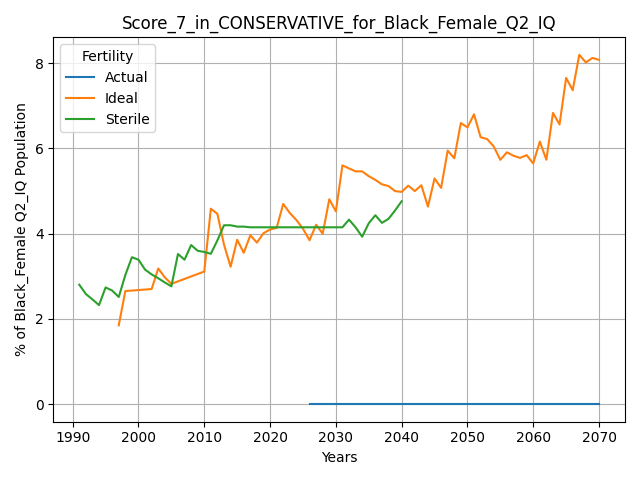 Score_7_in_CONSERVATIVE_for_Black_Female_Q2_IQ
Fertility
Actual
Ideal
Sterile
% of Black_Female Q2_IQ Population
8
6
4
2
0
1990 2000 2010 2020 2030 2040 2050 2060 2070
Years